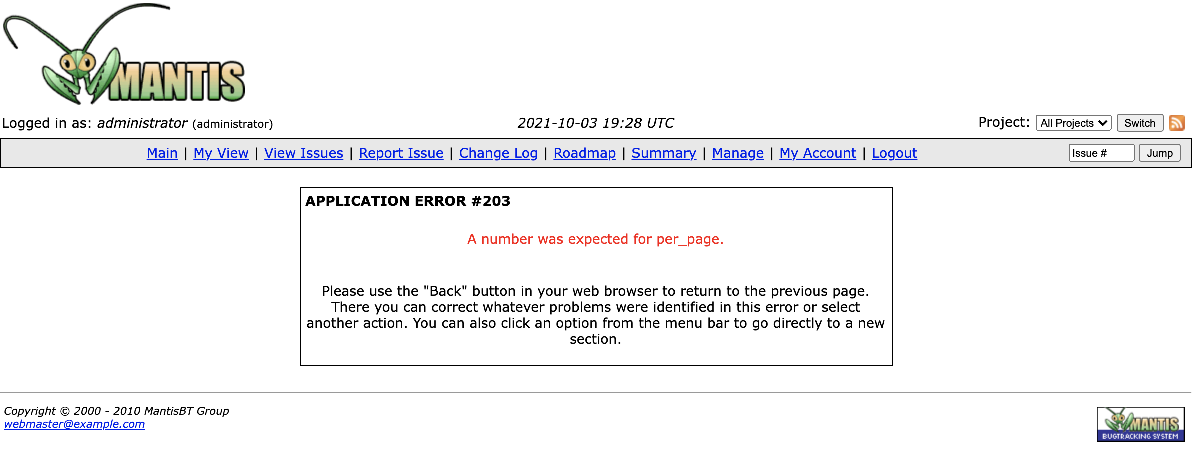 MANTIS
Logged in as: administrator (administrator) 2021-10-03 19:28 UTC Project: All Projects Switch
Main | My View | View Issues | Report Issue | Change Log | Roadmap | Summary | Manage | My Account | Logout Issue # Jump
APPLICATION ERROR #203
A number was expected for per_page.
Please use the "Back" button in your web browser to return to the previous page.
There you can correct whatever problems were identified in this error or select
another action. You can also click an option from the menu bar to go directly to a new
section.
Copyright © 2000 - 2010 MantisBT Group
webmaster@example.com
MANTIS
BUGTRACKING SYSTEM